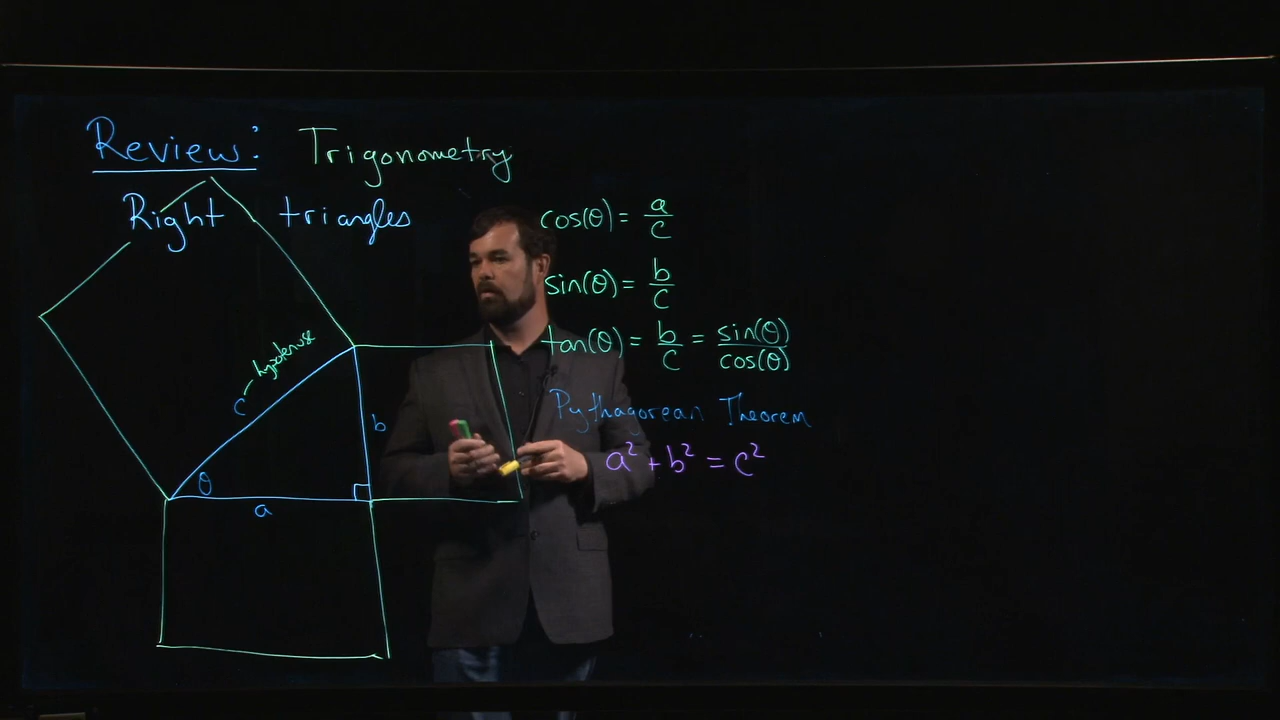 Review: Trigonometry
Right triangles
c hypotenuse
b
θ
a
cos(θ) = a/c
sin(θ) = b/c
tan(θ) = b/c = sin(θ)/cos(θ)
Pythagorean Theorem
a² + b² = c²